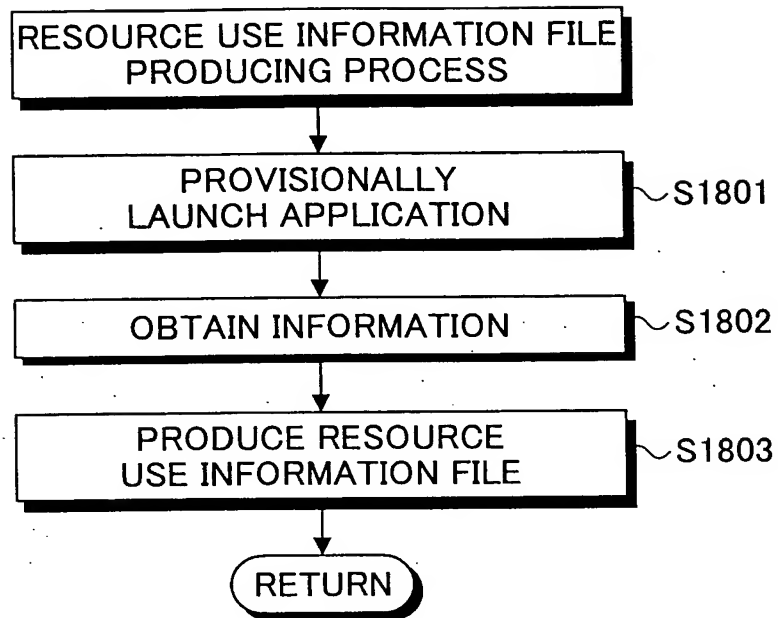 RESOURCE USE INFORMATION FILE
PRODUCING PROCESS
PROVISIONALLY
LAUNCH APPLICATION
S1801
OBTAIN INFORMATION
S1802
PRODUCE RESOURCE
USE INFORMATION FILE
S1803
RETURN